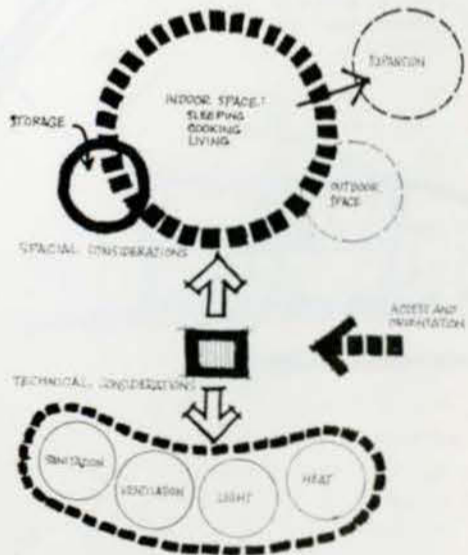 EXPANSION
INDOOR SPACE:
SLEEPING
COOKING
LIVING
STORAGE
OUTDOOR
SPACE
SPACIAL CONSIDERATIONS
ACCESS AND
ORIENTATION
TECHNICAL CONSIDERATIONS
SANITATION
VENTILATION
LIGHT
HEAT